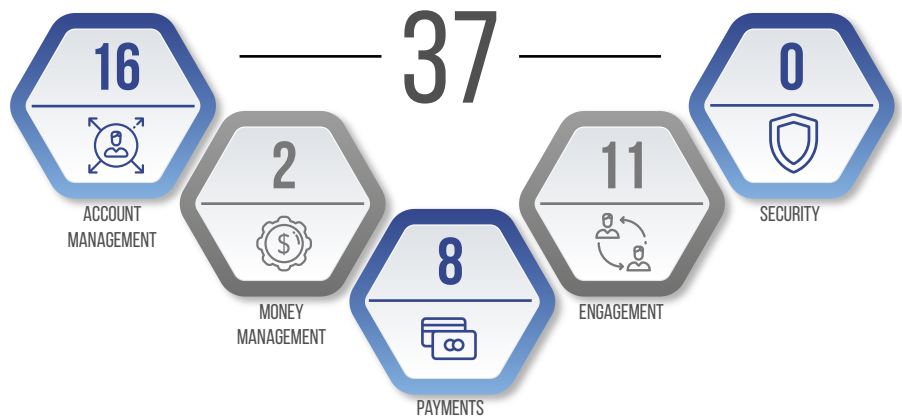 37
16
ACCOUNT
MANAGEMENT
2
$
MONEY
MANAGEMENT
8
PAYMENTS
11
ENGAGEMENT
0
SECURITY